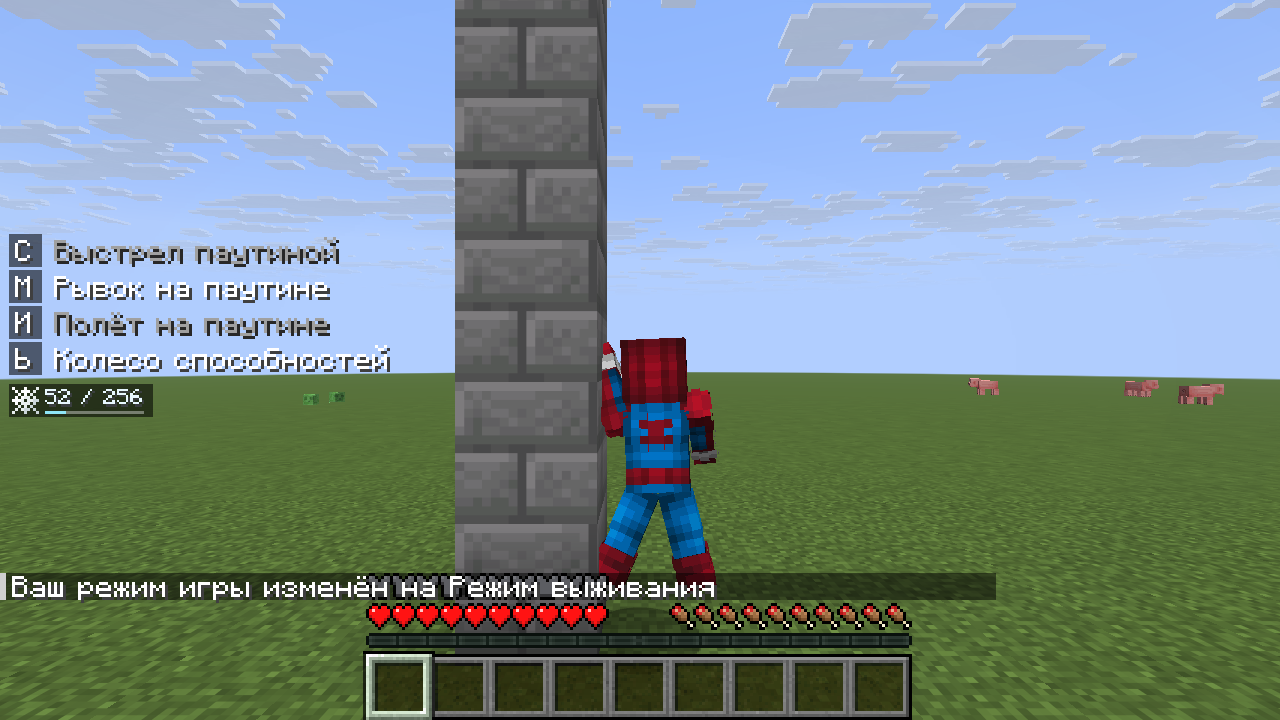 С Выстрел паутиной
М Рывок на паутине
И Полёт на паутине
Ь Колесо способностей
52 / 256
Ваш режим игры изменён на Режим выживания